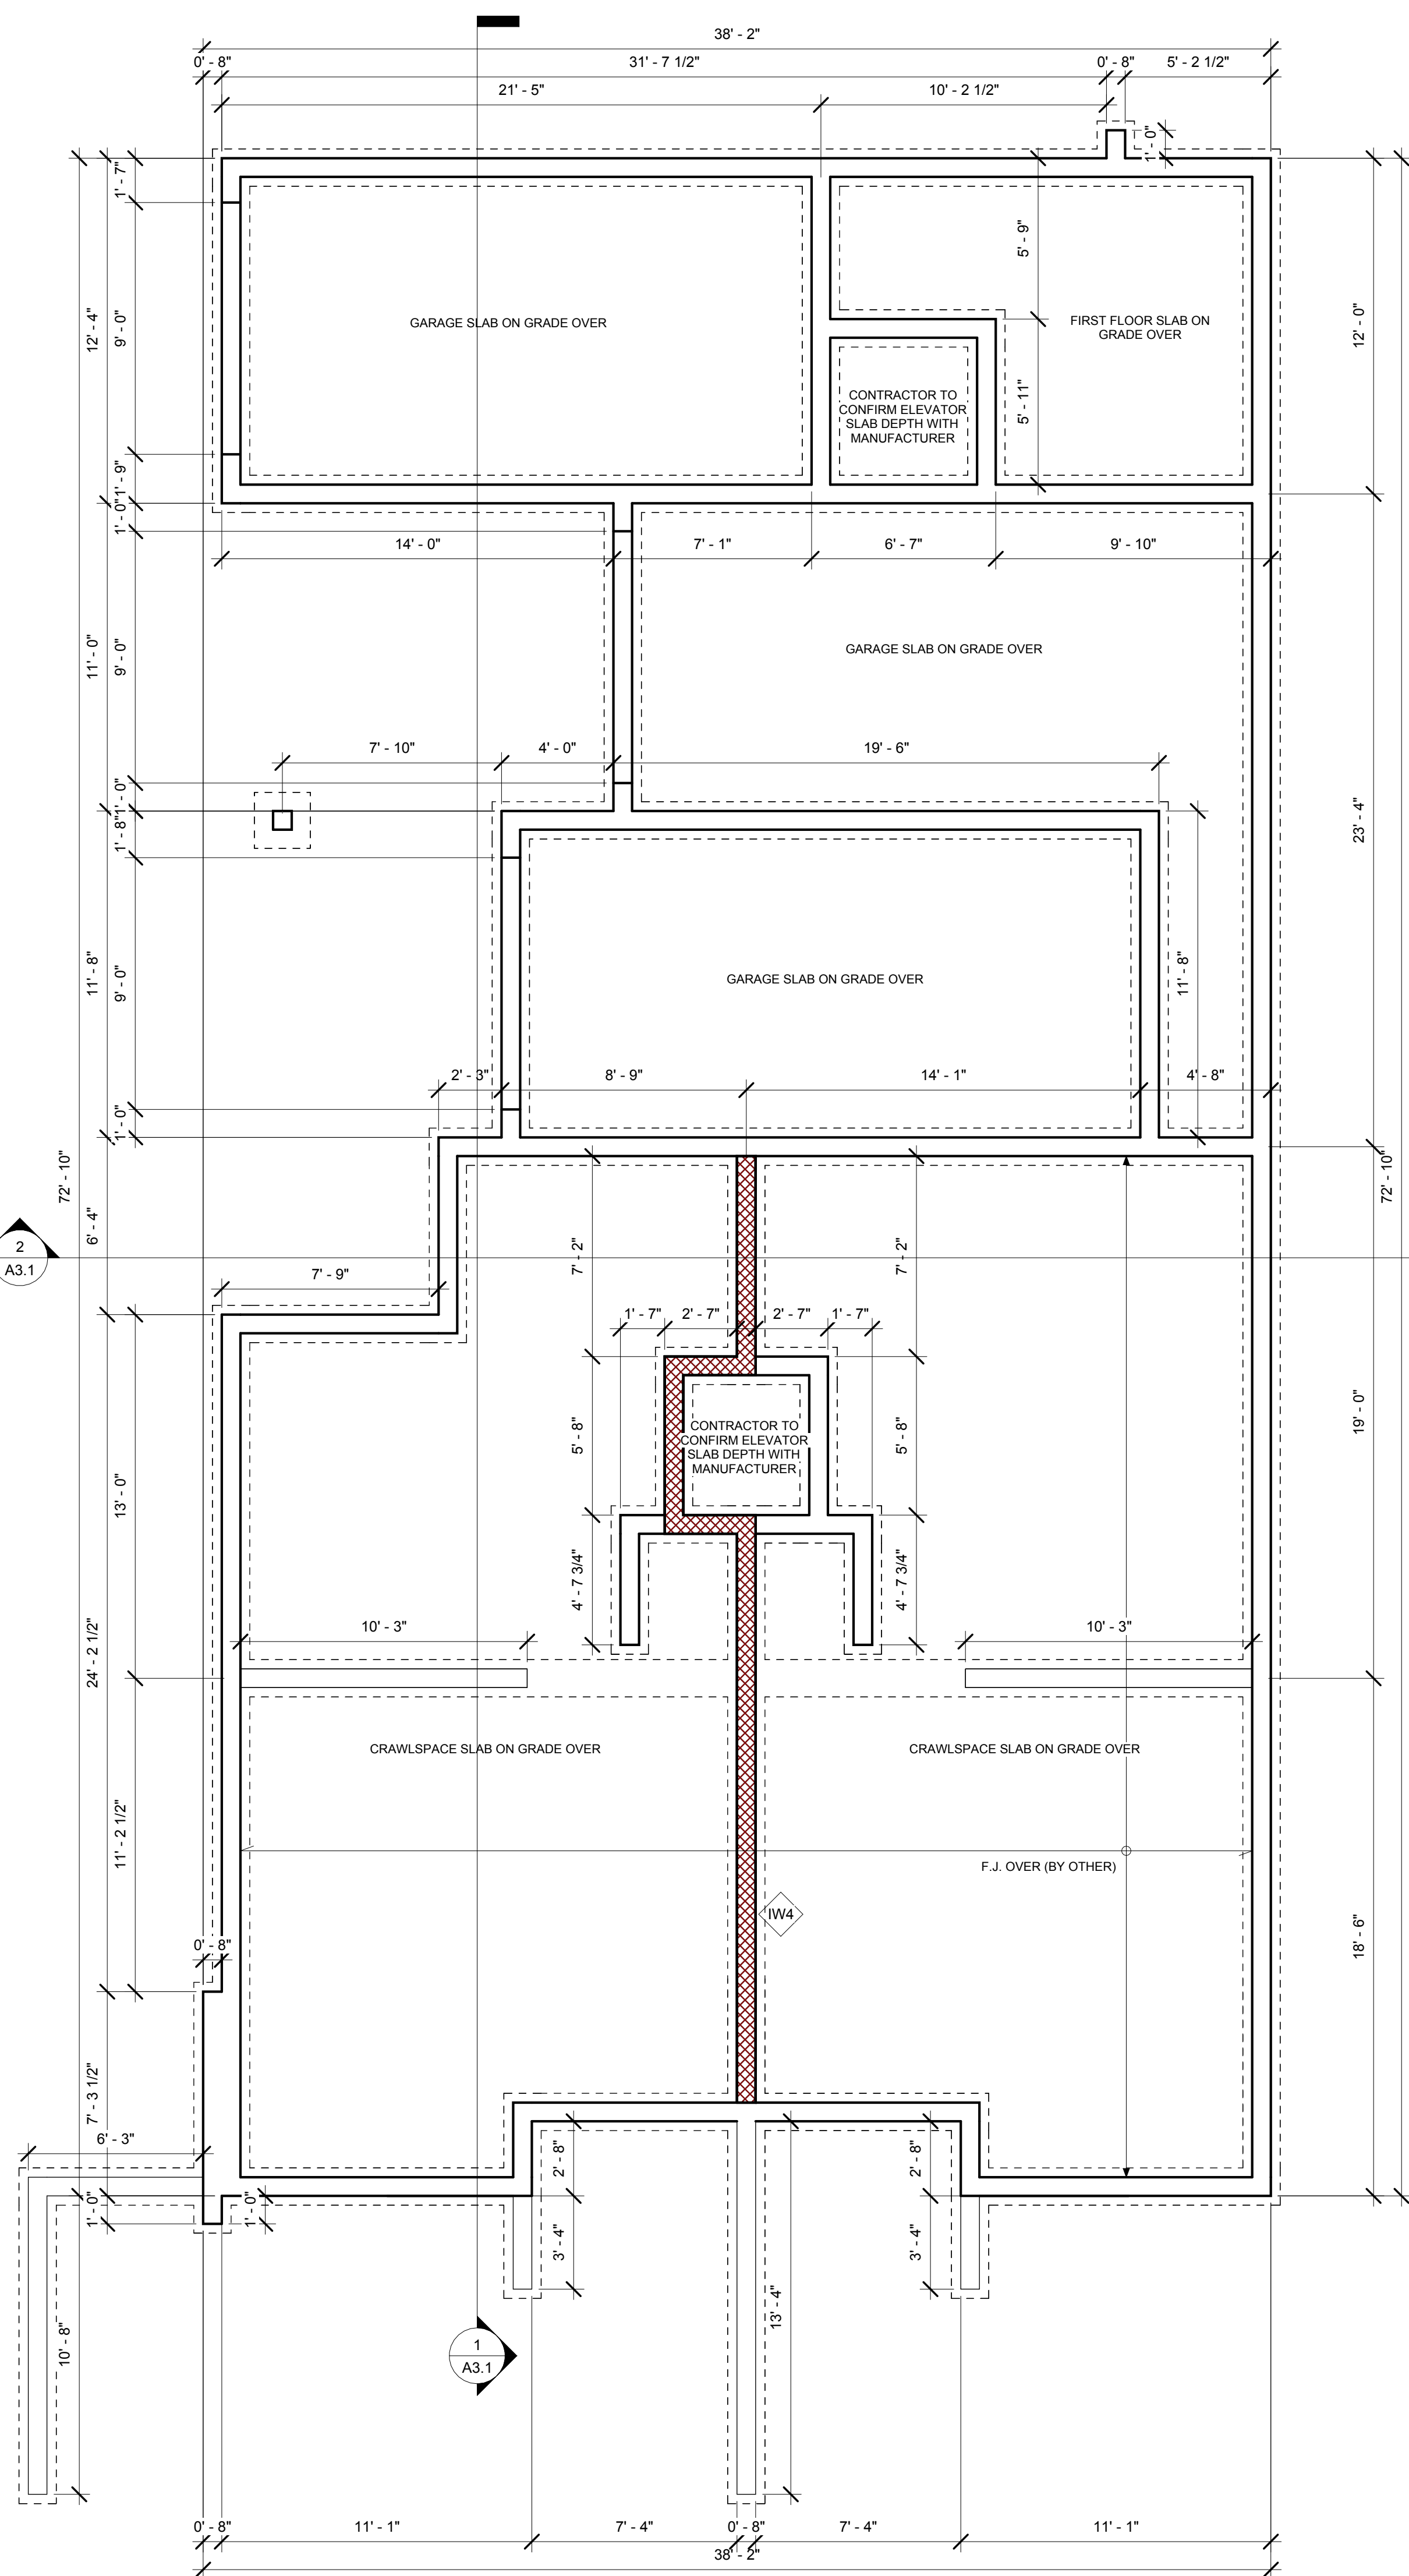 38' - 2"
0' - 8"
31' - 7 1/2"
0' - 8"
5' - 2 1/2"
21' - 5"
10' - 2 1/2"
1' - 0"
1' - 7"
12' - 4"
9' - 0"
5' - 9"
12' - 0"
GARAGE SLAB ON GRADE OVER
FIRST FLOOR SLAB ON
GRADE OVER
CONTRACTOR TO
CONFIRM ELEVATOR
SLAB DEPTH WITH
MANUFACTURER
5' - 11"
1' - 9"
1' - 0"
14' - 0"
7' - 1"
6' - 7"
9' - 10"
11' - 0"
9' - 0"
GARAGE SLAB ON GRADE OVER
7' - 10"
4' - 0"
19' - 6"
1' - 0"
1' - 8"
23' - 4"
11' - 8"
9' - 0"
GARAGE SLAB ON GRADE OVER
11' - 8"
2' - 3"
8' - 9"
14' - 1"
4' - 8"
1' - 0"
72' - 10"
72' - 10"
6' - 4"
2
A3.1
7' - 2"
7' - 2"
7' - 9"
1' - 7"
2' - 7"
2' - 7"
1' - 7"
19' - 0"
5' - 8"
CONTRACTOR TO
CONFIRM ELEVATOR
SLAB DEPTH WITH
MANUFACTURER
5' - 8"
13' - 0"
4' - 7 3/4"
4' - 7 3/4"
10' - 3"
10' - 3"
24' - 2 1/2"
CRAWLSPACE SLAB ON GRADE OVER
CRAWLSPACE SLAB ON GRADE OVER
11' - 2 1/2"
F.J. OVER (BY OTHER)
IW4
0' - 8"
18' - 6"
7' - 3 1/2"
6' - 3"
2' - 8"
2' - 8"
1' - 0"
1' - 0"
3' - 4"
3' - 4"
13' - 4"
10' - 8"
1
A3.1
0' - 8"
11' - 1"
7' - 4"
0' - 8"
7' - 4"
11' - 1"
38' - 2"